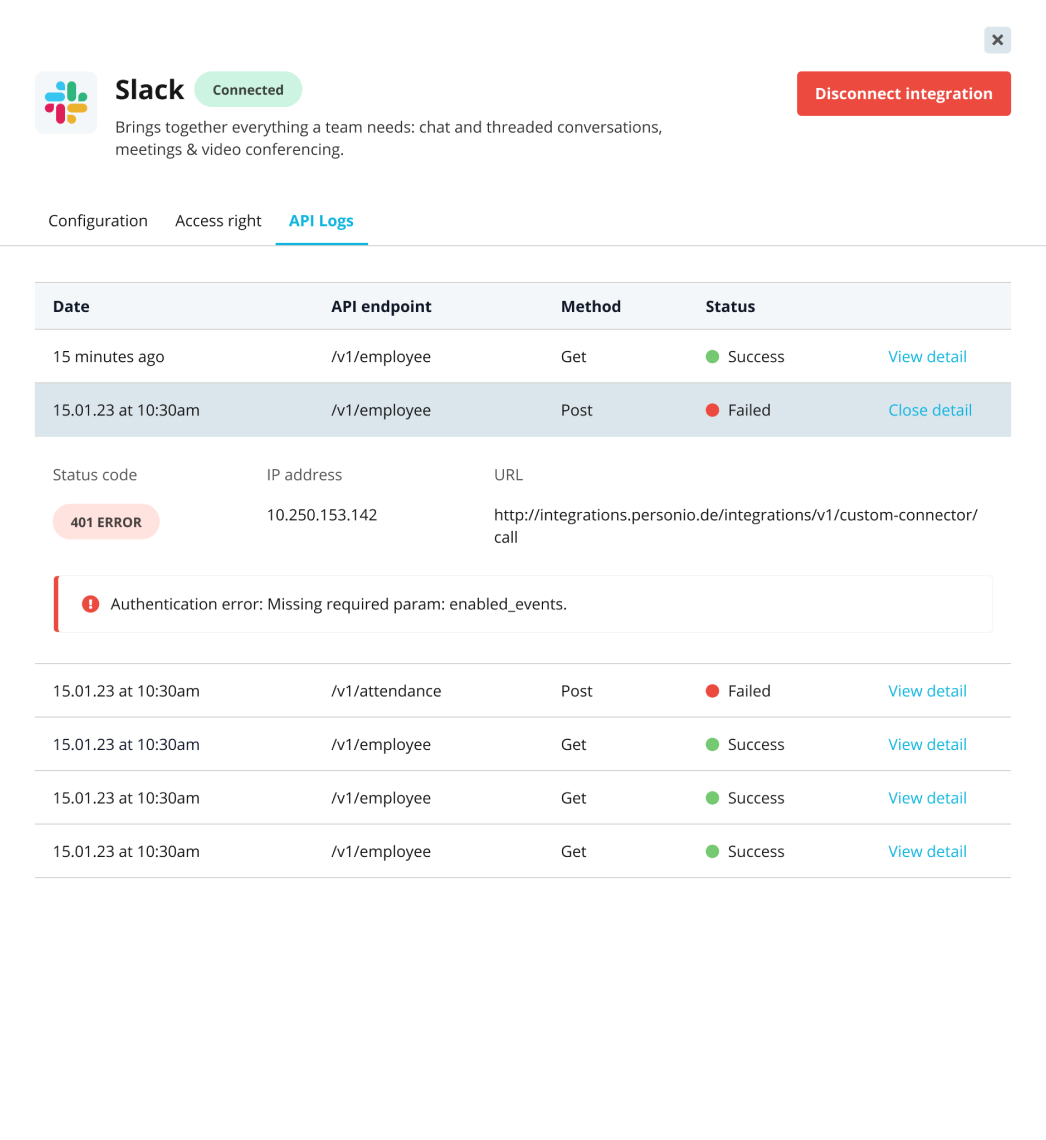 Slack Connected
Disconnect integration
Brings together everything a team needs: chat and threaded conversations,
meetings & video conferencing.
Configuration Access right API Logs
Date API endpoint Method Status
15 minutes ago /v1/employee Get Success View detail
15.01.23 at 10:30am /v1/employee Post Failed Close detail
Status code IP address URL
401 ERROR 10.250.153.142 http://integrations.personio.de/integrations/v1/custom-connector/
call
Authentication error: Missing required param: enabled_events.
15.01.23 at 10:30am /v1/attendance Post Failed View detail
15.01.23 at 10:30am /v1/employee Get Success View detail
15.01.23 at 10:30am /v1/employee Get Success View detail
15.01.23 at 10:30am /v1/employee Get Success View detail